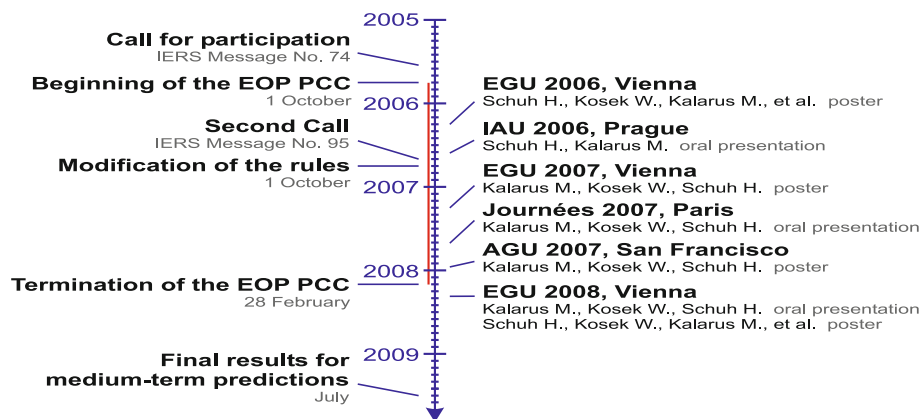 2005
Call for participation
IERS Message No. 74
Beginning of the EOP PCC
1 October
2006
Second Call
IERS Message No. 95
Modification of the rules
1 October
2007
2008
Termination of the EOP PCC
28 February
2009
Final results for
medium-term predictions
July
EGU 2006, Vienna
Schuh H., Kosek W., Kalarus M., et al. poster
IAU 2006, Prague
Schuh H., Kalarus M. oral presentation
EGU 2007, Vienna
Kalarus M., Kosek W., Schuh H. poster
Journées 2007, Paris
Kalarus M., Kosek W., Schuh H. oral presentation
AGU 2007, San Francisco
Kalarus M., Kosek W., Schuh H. poster
EGU 2008, Vienna
Kalarus M., Kosek W., Schuh H. oral presentation
Schuh H., Kosek W., Kalarus M., et al. poster